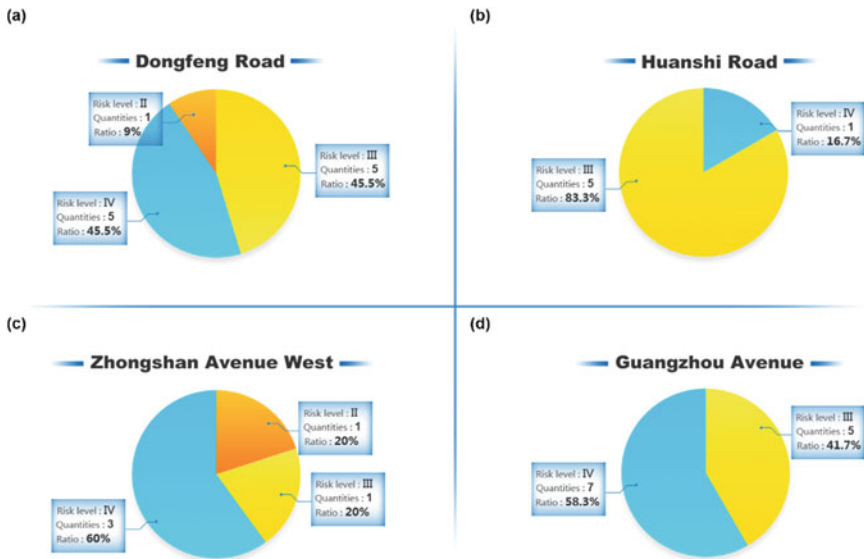 (a)
Dongfeng Road
Risk level : II
Quantities : 1
Ratio : 9%
Risk level : III
Quantities : 5
Ratio : 45.5%
Risk level : IV
Quantities : 5
Ratio : 45.5%
(b)
Huanshi Road
Risk level : IV
Quantities : 1
Ratio : 16.7%
Risk level : III
Quantities : 5
Ratio : 83.3%
(c)
Zhongshan Avenue West
Risk level : II
Quantities : 1
Ratio : 20%
Risk level : III
Quantities : 1
Ratio : 20%
Risk level : IV
Quantities : 3
Ratio : 60%
(d)
Guangzhou Avenue
Risk level : III
Quantities : 5
Ratio : 41.7%
Risk level : IV
Quantities : 7
Ratio : 58.3%